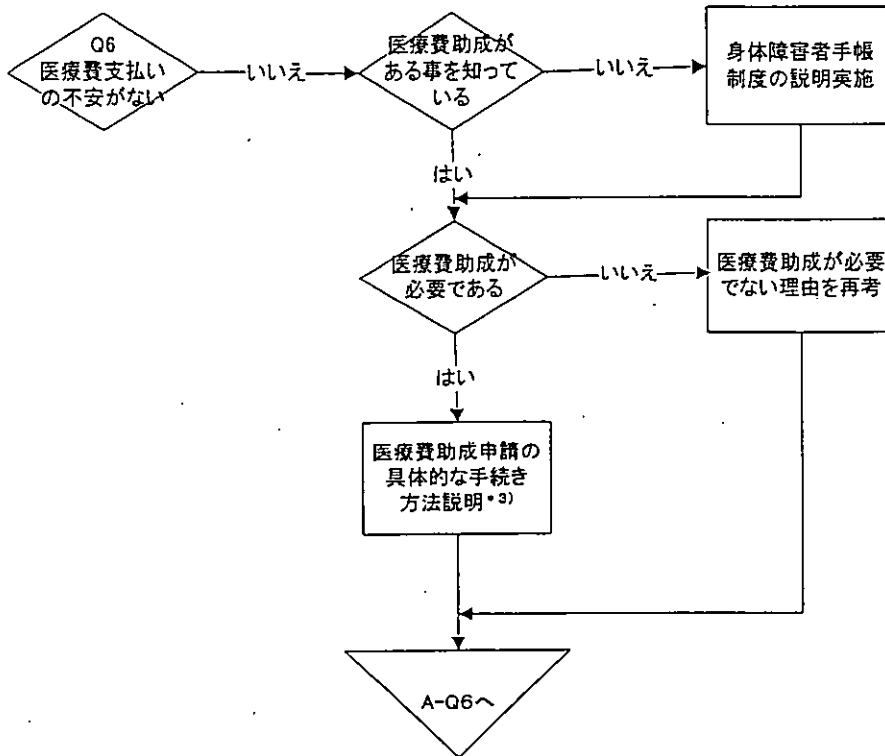 Q6
医療費支払い
の不安がない
いいえ
医療費助成が
ある事を知って
いる
いいえ
身体障害者手帳
制度の説明実施
はい
医療費助成が
必要である
いいえ
医療費助成が必要
でない理由を再考
はい
医療費助成申請の
具体的な手続き
方法説明*3)
A-Q6へ